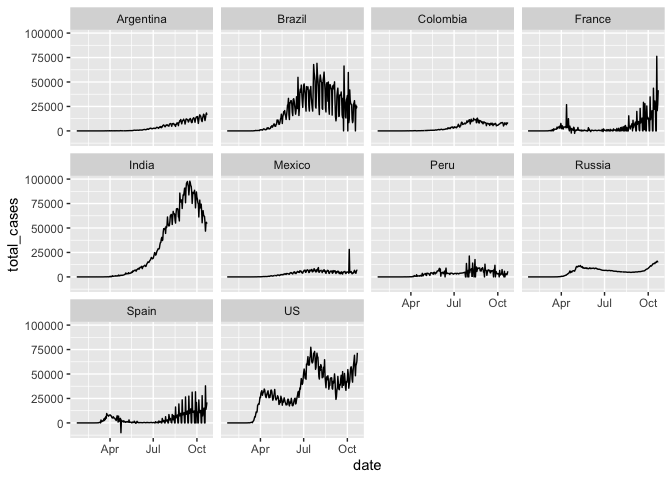 Argentina Brazil Colombia France
100000
75000
50000
25000
0
India Mexico Peru Russia
100000
75000
50000
25000
0
Apr Jul Oct Apr Jul Oct
Spain US
100000
75000
50000
25000
0
Apr Jul Oct Apr Jul Oct
date
total_cases